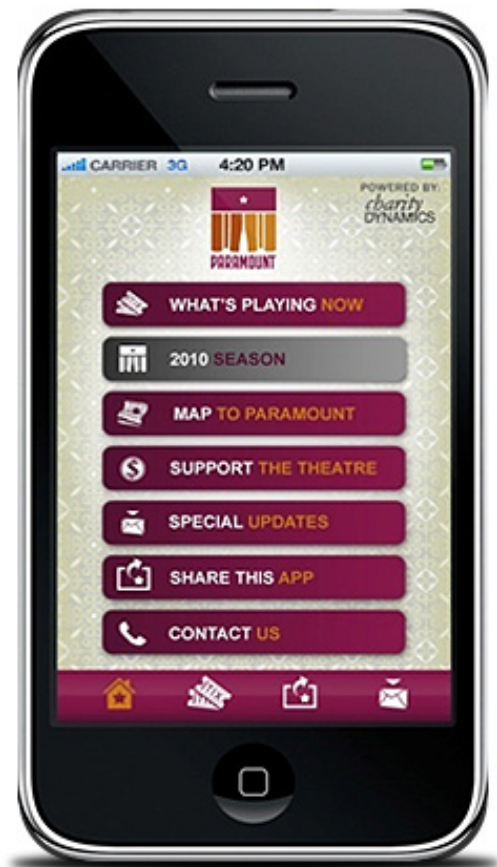 CARRIER 3G 4:20 PM
POWERED BY:
charity
DYNAMICS
PARAMOUNT
WHAT'S PLAYING NOW
2010 SEASON
MAP TO PARAMOUNT
SUPPORT THE THEATRE
SPECIAL UPDATES
SHARE THIS APP
CONTACT US
TIX